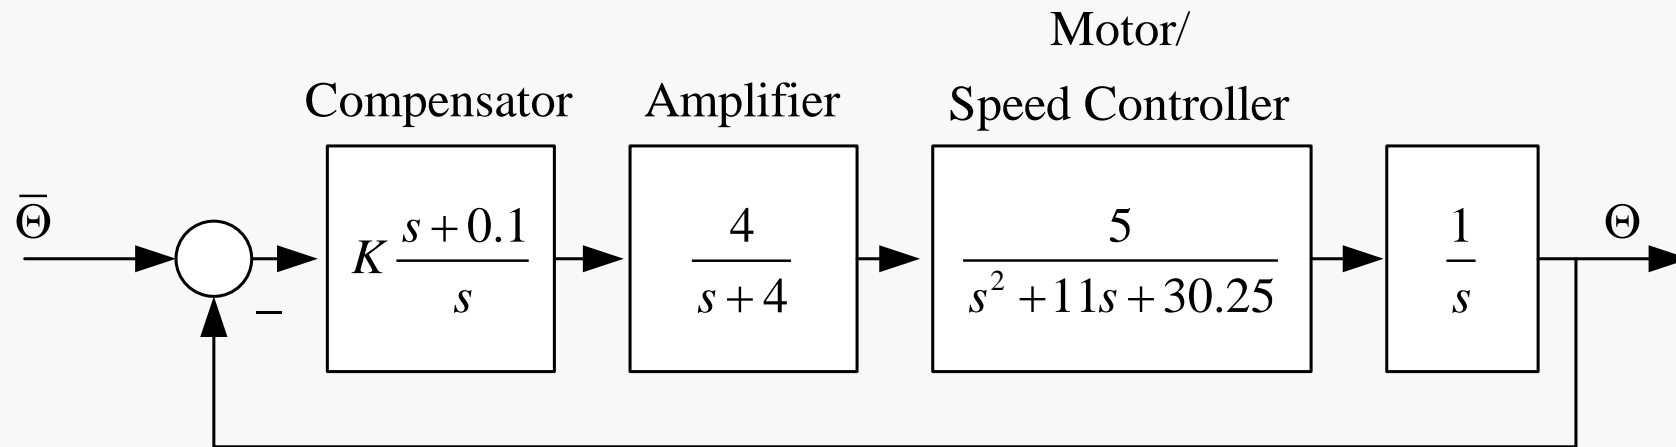 Motor/
Compensator Amplifier Speed Controller
Θ̅ K (s + 0.1)/s 4/(s + 4) 5/(s² + 11s + 30.25) 1/s Θ
−